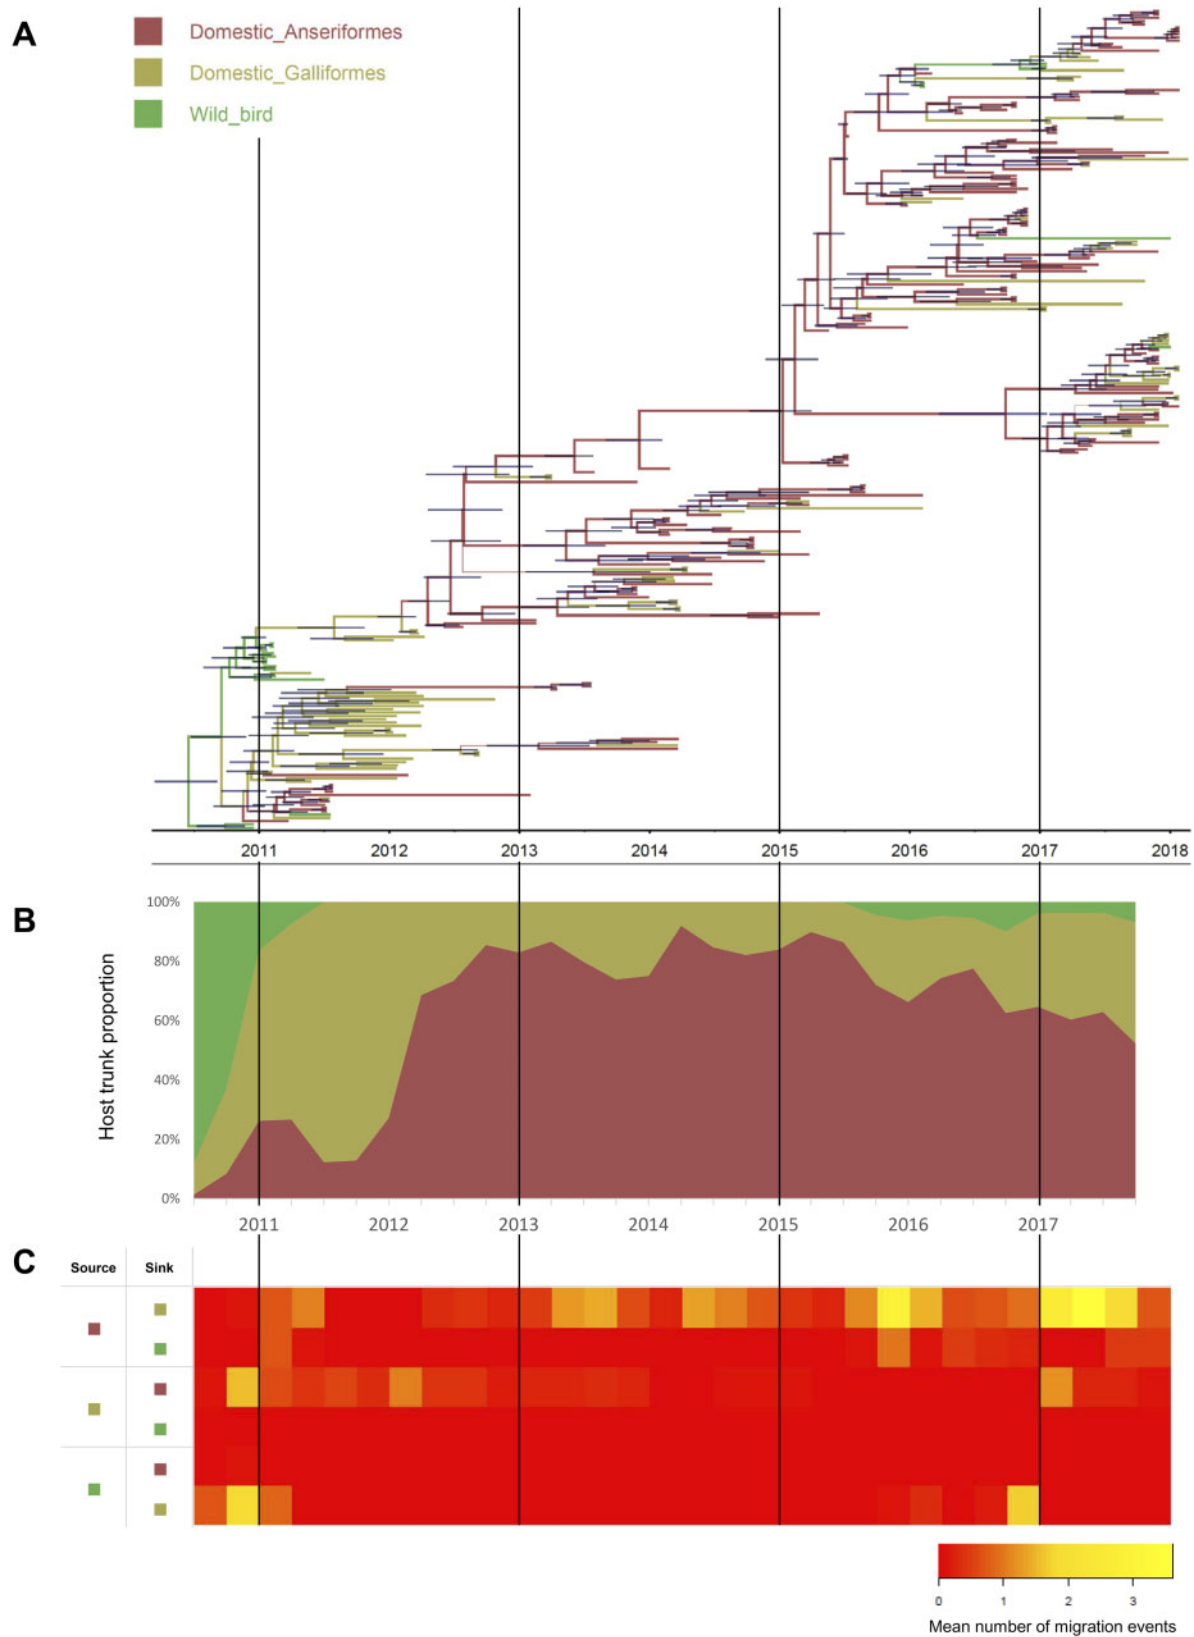 A
Domestic_Anseriformes
Domestic_Galliformes
Wild_bird
2011 2012 2013 2014 2015 2016 2017 2018
B
Host trunk proportion
100%
80%
60%
40%
20%
0%
2011 2012 2013 2014 2015 2016 2017
C
Source Sink
0 1 2 3
Mean number of migration events